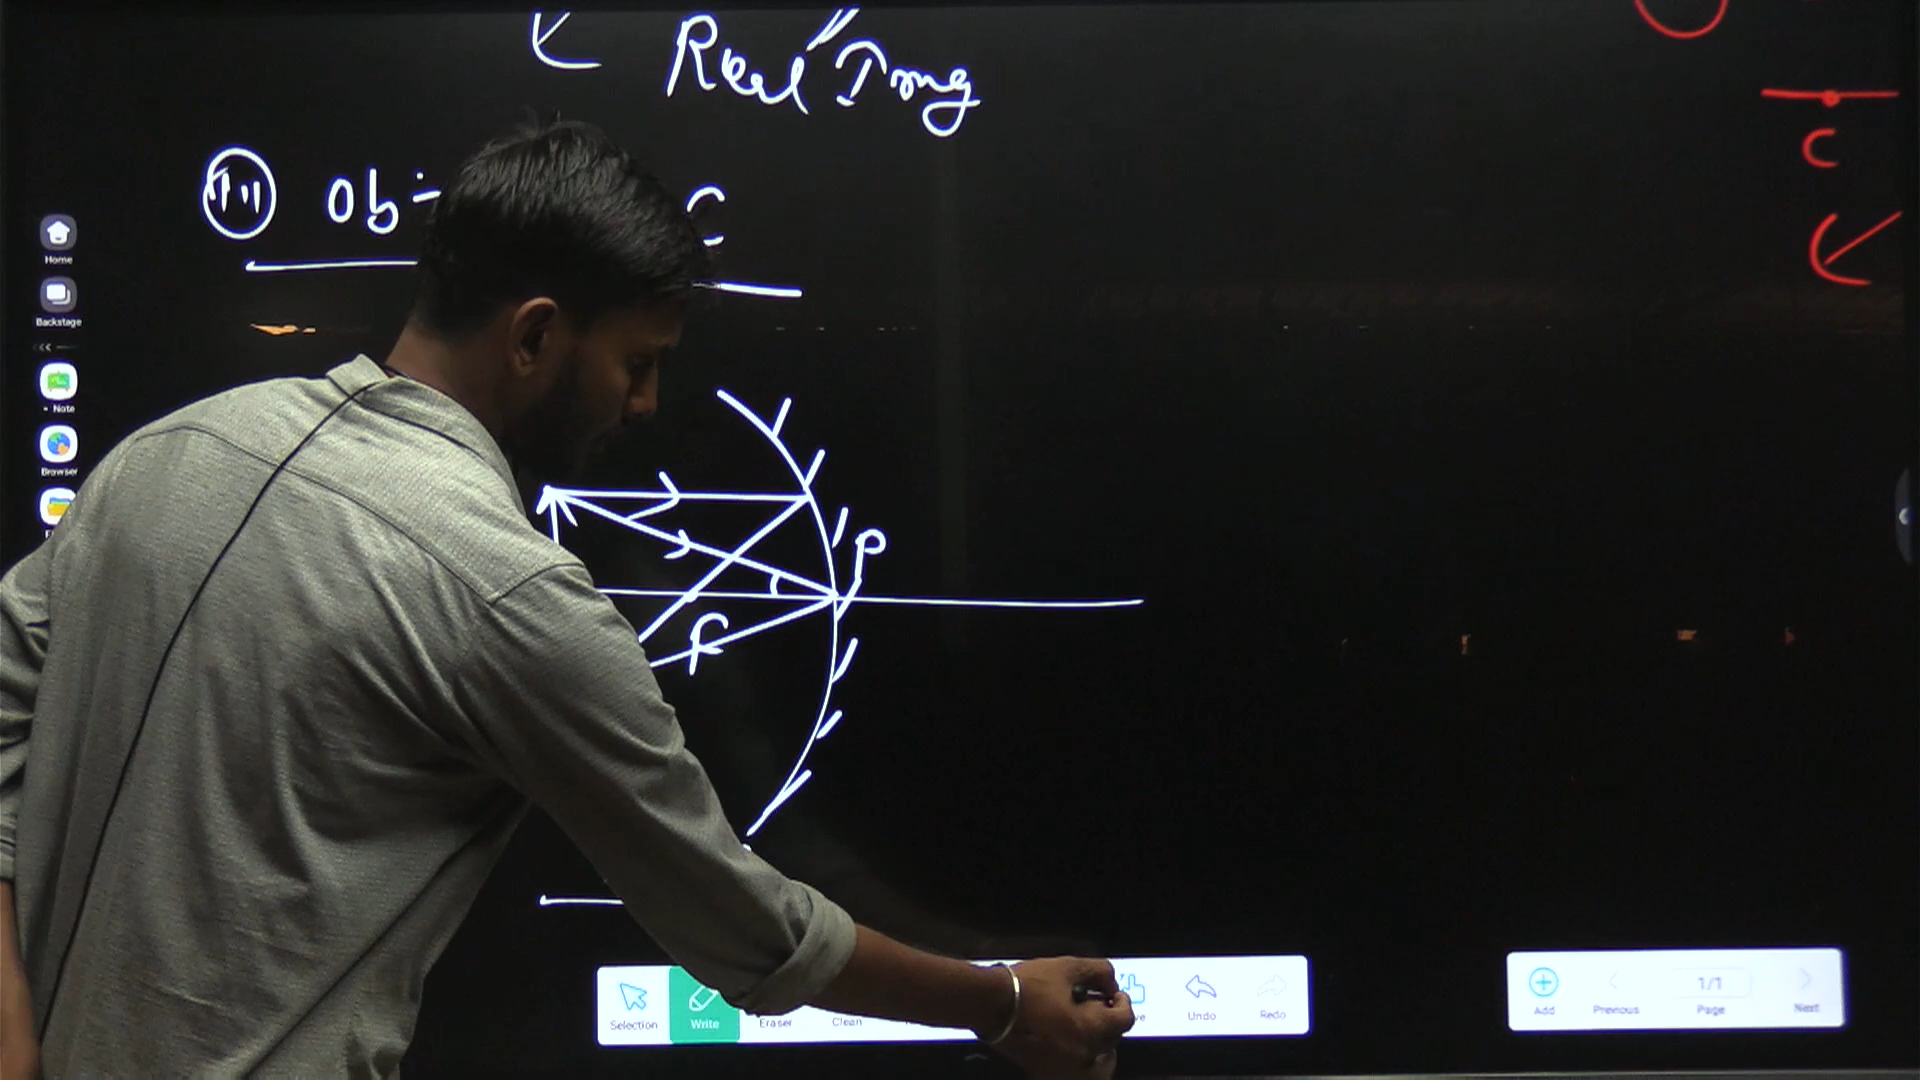 Real Img
C
III Ob
C
Home
Backstage
Note
Browser
P
F
Selection
Write
Eraser
Clean
Undo
Redo
Add
Previous
1/1
Page
Next